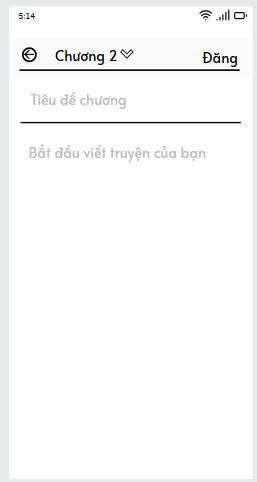 5:14
Chương 2 Đăng
Tiêu đề chương
Bắt đầu viết truyện của bạn